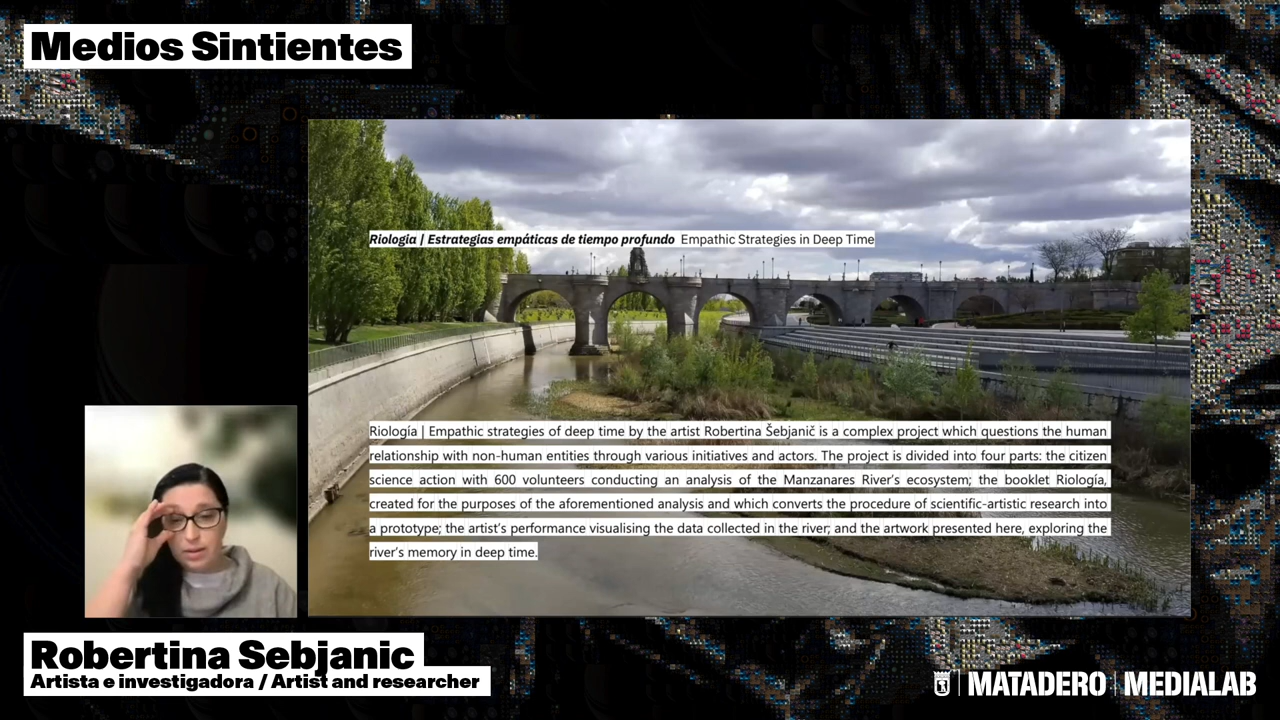 Medios Sintientes
Riología | Estrategias empáticas de tiempo profundo Empathic Strategies in Deep Time
Riología | Empathic strategies of deep time by the artist Robertina Šebjanič is a complex project which questions the human
relationship with non-human entities through various initiatives and actors. The project is divided into four parts: the citizen
science action with 600 volunteers conducting an analysis of the Manzanares River's ecosystem; the booklet Riología,
created for the purposes of the aforementioned analysis and which converts the procedure of scientific-artistic research into
a prototype; the artist's performance visualising the data collected in the river; and the artwork presented here, exploring the
river's memory in deep time.
Robertina Sebjanic
Artista e investigadora / Artist and researcher
MATADERO | MEDIALAB